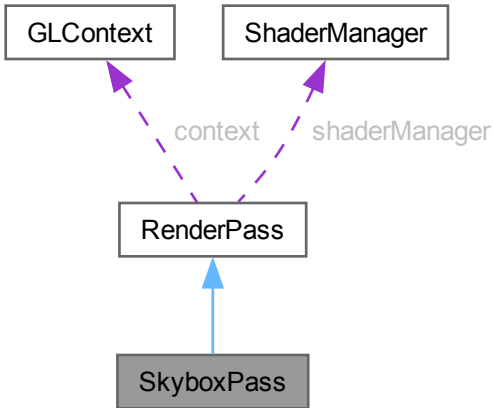 GLContext
ShaderManager
context
shaderManager
RenderPass
SkyboxPass